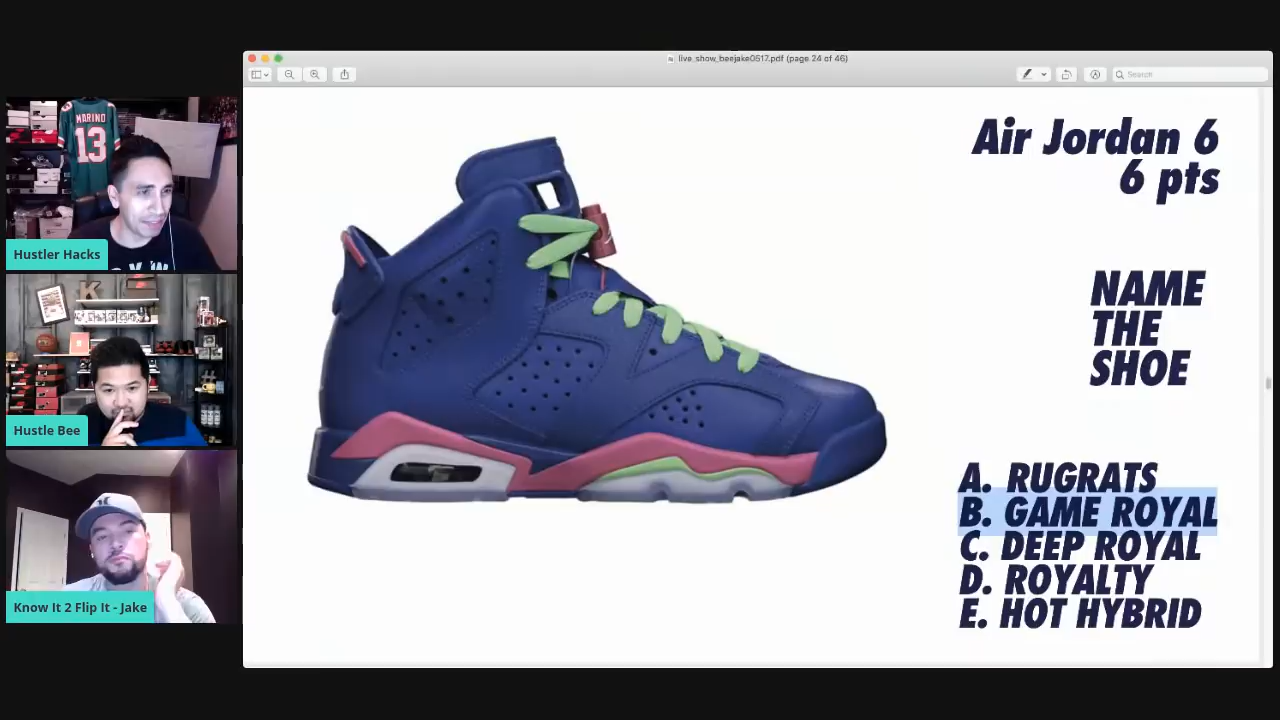 live_show_beejake0517.pdf (page 24 of 46)
Search
MARINO
13
Hustler Hacks
K
Hustle Bee
Know It 2 Flip It - Jake
Air Jordan 6
6 pts
NAME
THE
SHOE
A. RUGRATS
B. GAME ROYAL
C. DEEP ROYAL
D. ROYALTY
E. HOT HYBRID